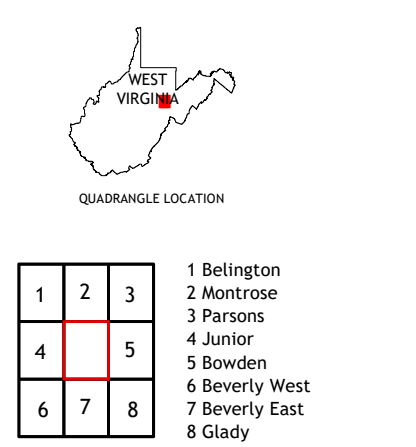 WEST
VIRGINIA
QUADRANGLE LOCATION
1 2 3
4 5
6 7 8
1 Belington
2 Montrose
3 Parsons
4 Junior
5 Bowden
6 Beverly West
7 Beverly East
8 Glady